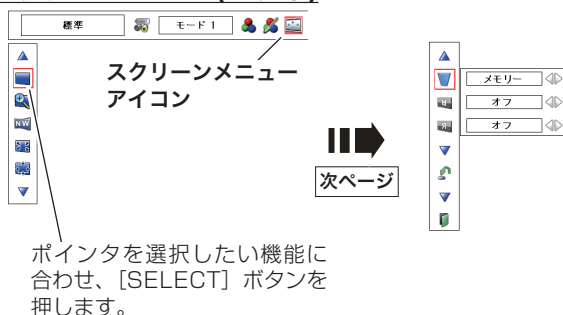 標準
モード 1
スクリーンメニュー
アイコン
メモリー
オフ
オフ
次ページ
ポインタを選択したい機能に
合わせ、［SELECT］ボタンを
押します。